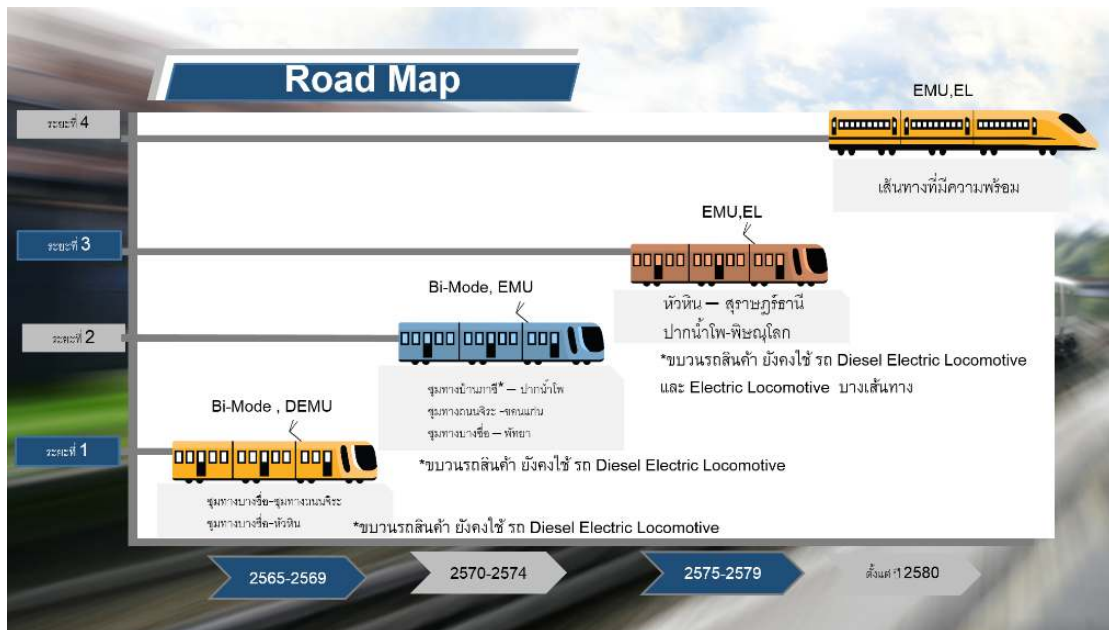 Road Map
EMU,EL
ระยะที่ 4
เส้นทางที่มีความพร้อม
EMU,EL
ระยะที่ 3
หัวหิน – สุราษฎร์ธานี
ปากน้ำโพ-พิษณุโลก
*ขบวนรถสินค้า ยังคงใช้ รถ Diesel Electric Locomotive
และ Electric Locomotive บางเส้นทาง
Bi-Mode, EMU
ระยะที่ 2
ชุมทางบ้านภาชี* – ปากน้ำโพ
ชุมทางถนนจิระ -ขอนแก่น
ชุมทางบางซื่อ – พัทยา
*ขบวนรถสินค้า ยังคงใช้ รถ Diesel Electric Locomotive
Bi-Mode , DEMU
ระยะที่ 1
ชุมทางบางซื่อ-ชุมทางถนนจิระ
ชุมทางบางซื่อ-หัวหิน
*ขบวนรถสินค้า ยังคงใช้ รถ Diesel Electric Locomotive
2565-2569
2570-2574
2575-2579
ตั้งแต่ ปี 2580